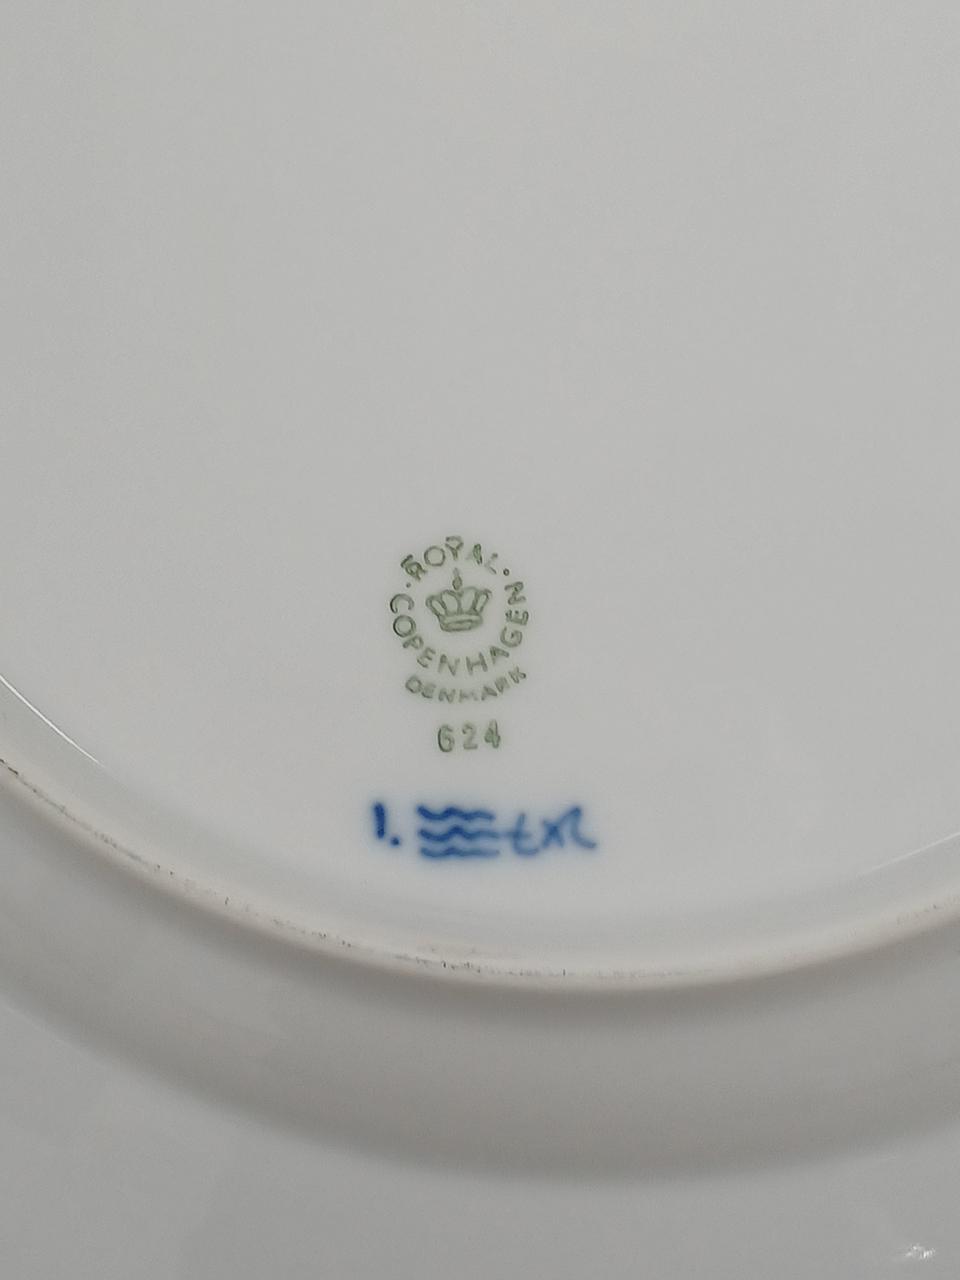 ROYAL
COPENHAGEN
DENMARK
624
1.